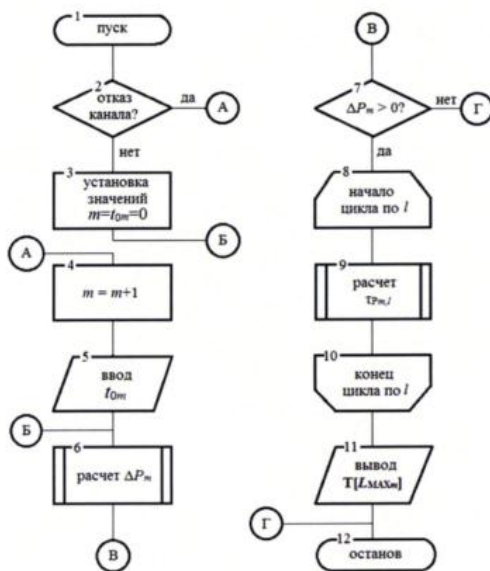 1
пуск
2
отказ
канала?
да
А
нет
3
установка
значений
m=t₀ₘ=0
Б
А
4
m = m+1
5
ввод
t₀ₘ
Б
6
расчет ΔPₘ
В
В
7
ΔPₘ > 0?
нет
Г
да
8
начало
цикла по l
9
расчет
τPm,l
10
конец
цикла по l
11
вывод
T[LMAXm]
Г
12
останов